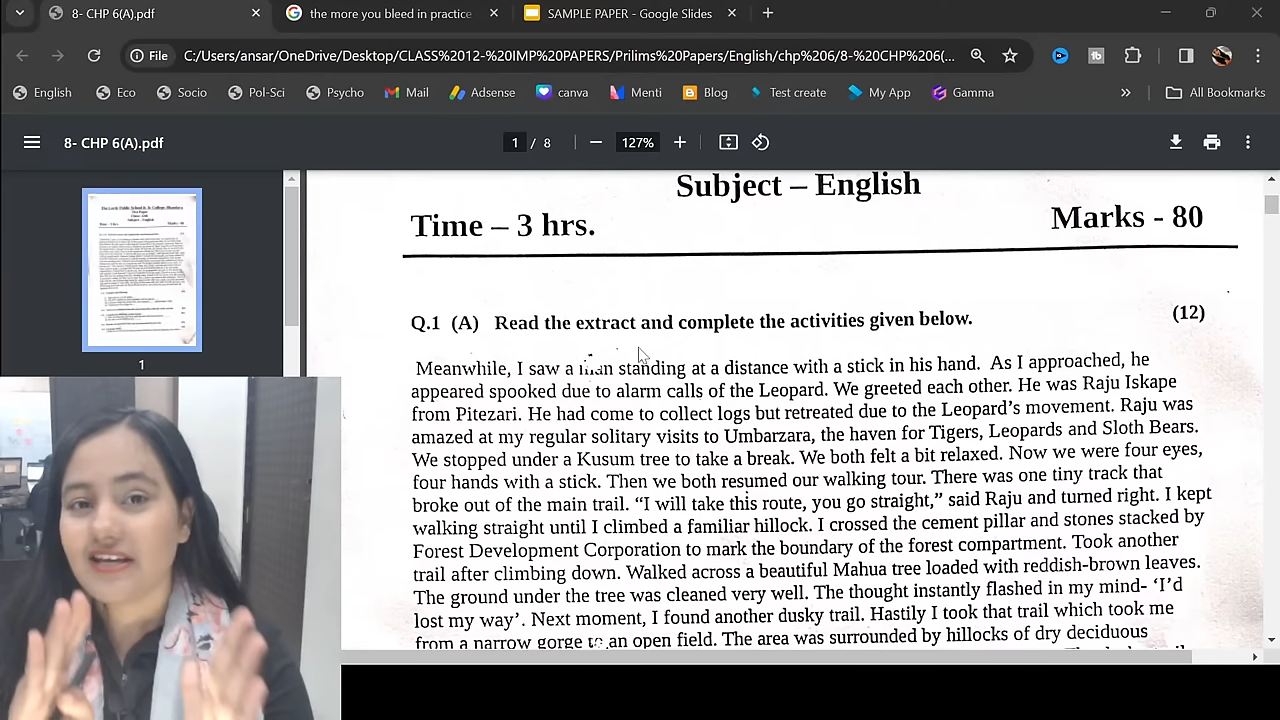 8- CHP 6(A).pdf
the more you bleed in practice
SAMPLE PAPER - Google Slides
File
C:/Users/ansar/OneDrive/Desktop/CLASS%2012-%20IMP%20PAPERS/Prilims%20Papers/English/chp%206/8-%20CHP%206(...
English
Eco
Socio
Pol-Sci
Psycho
Mail
Adsense
canva
Menti
Blog
Test create
My App
Gamma
»
All Bookmarks
8- CHP 6(A).pdf
1 / 8
127%
1
Subject – English
Time – 3 hrs.
Marks - 80
Q.1 (A) Read the extract and complete the activities given below. (12)
Meanwhile, I saw a man standing at a distance with a stick in his hand. As I approached, he
appeared spooked due to alarm calls of the Leopard. We greeted each other. He was Raju Iskape
from Pitezari. He had come to collect logs but retreated due to the Leopard's movement. Raju was
amazed at my regular solitary visits to Umbarzara, the haven for Tigers, Leopards and Sloth Bears.
We stopped under a Kusum tree to take a break. We both felt a bit relaxed. Now we were four eyes,
four hands with a stick. Then we both resumed our walking tour. There was one tiny track that
broke out of the main trail. “I will take this route, you go straight,” said Raju and turned right. I kept
walking straight until I climbed a familiar hillock. I crossed the cement pillar and stones stacked by
Forest Development Corporation to mark the boundary of the forest compartment. Took another
trail after climbing down. Walked across a beautiful Mahua tree loaded with reddish-brown leaves.
The ground under the tree was cleaned very well. The thought instantly flashed in my mind- ‘I’d
lost my way’. Next moment, I found another dusky trail. Hastily I took that trail which took me
from a narrow gorge to an open field. The area was surrounded by hillocks of dry deciduous